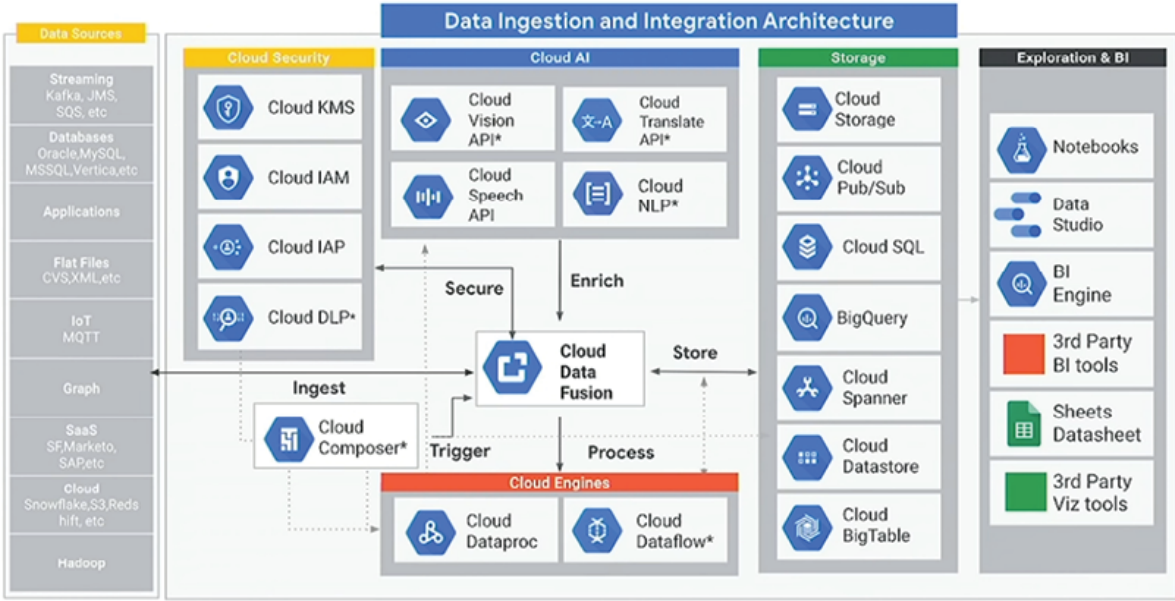 Data Ingestion and Integration Architecture
Data Sources
Streaming
Kafka, JMS,
SQS, etc
Databases
Oracle,MySQL,
MSSQL,Vertica,etc
Applications
Flat Files
CVS,XML,etc
IoT
MQTT
Graph
SaaS
SF,Marketo,
SAP,etc
Cloud
Snowflake,S3,Reds
hift, etc
Hadoop
Cloud Security
Cloud KMS
Cloud IAM
Cloud IAP
Cloud DLP*
Cloud AI
Cloud
Vision
API*
Cloud
Translate
API*
Cloud
Speech
API
Cloud
NLP*
Secure
Enrich
Cloud
Data
Fusion
Store
Ingest
Cloud
Composer*
Trigger
Process
Cloud Engines
Cloud
Dataproc
Cloud
Dataflow*
Storage
Cloud
Storage
Cloud
Pub/Sub
Cloud SQL
BigQuery
Cloud
Spanner
Cloud
Datastore
Cloud
BigTable
Exploration & BI
Notebooks
Data
Studio
BI
Engine
3rd Party
BI tools
Sheets
Datasheet
3rd Party
Viz tools